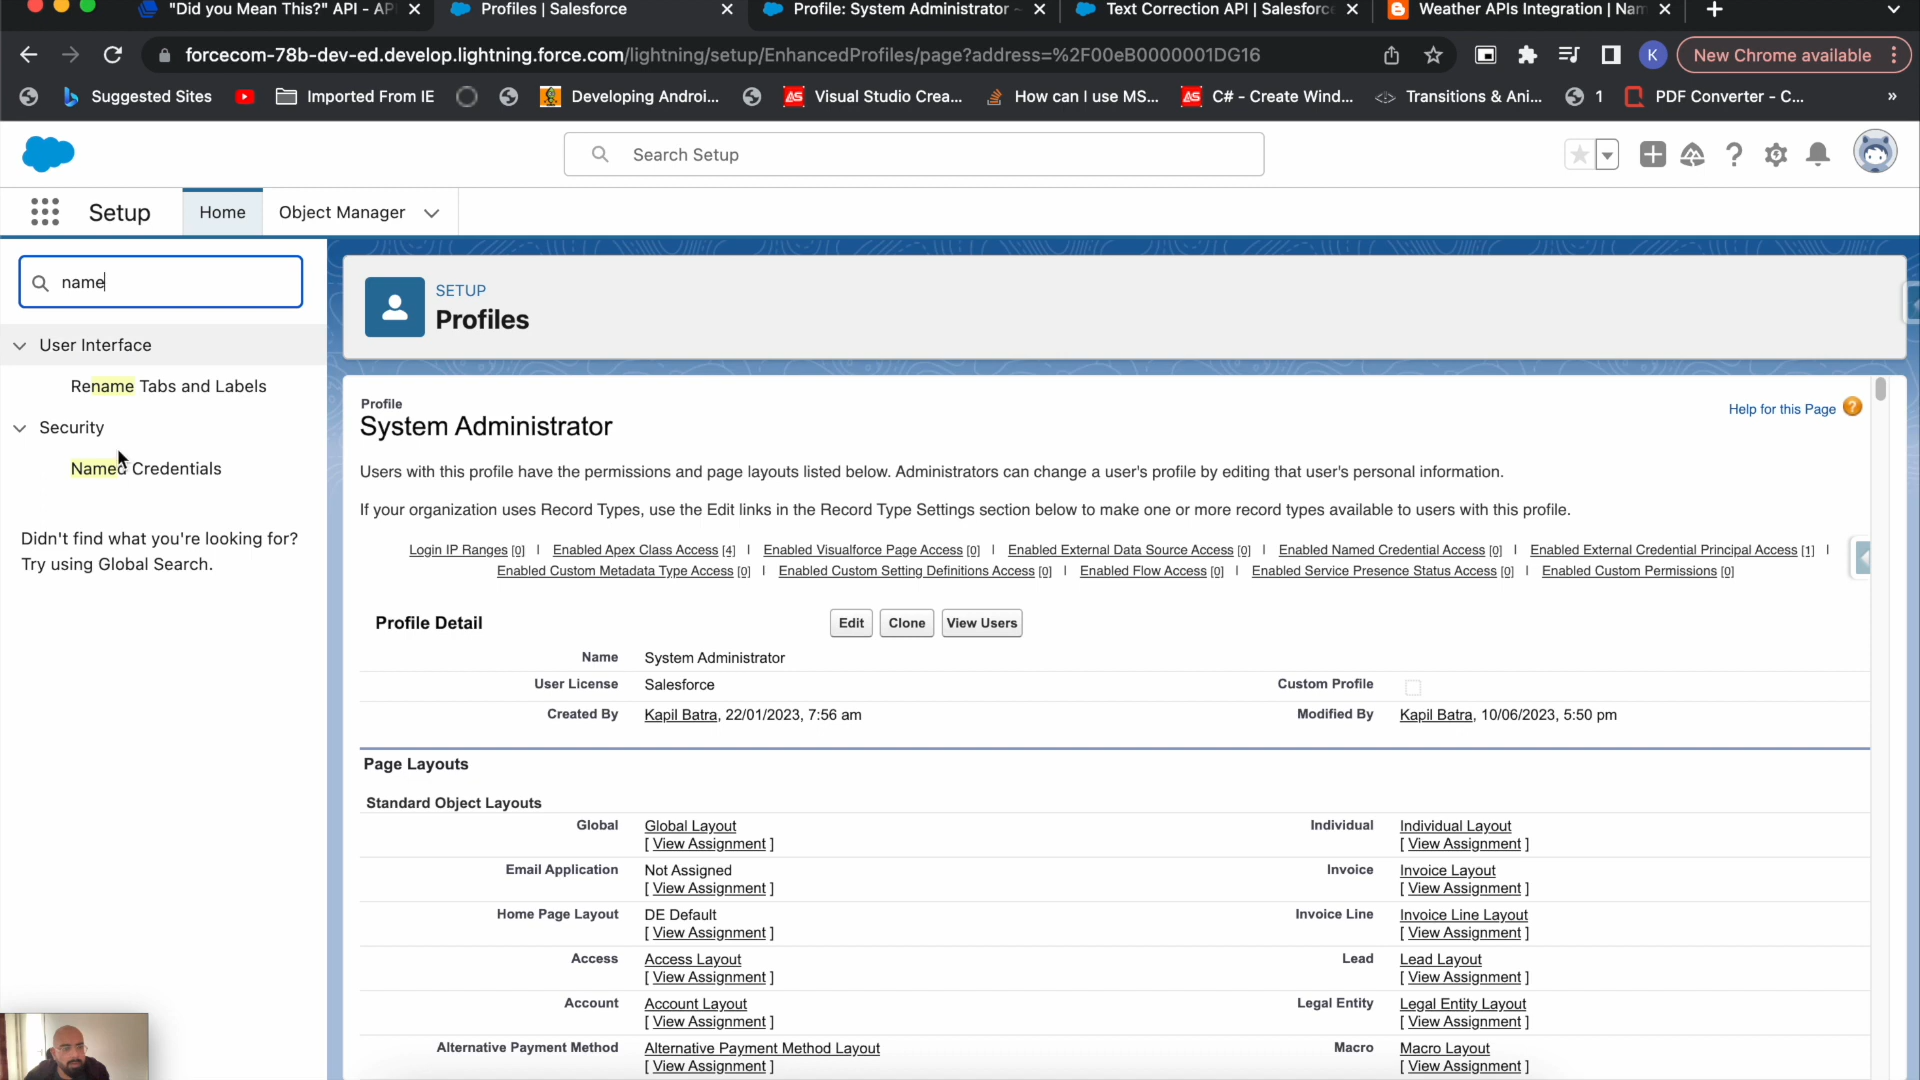 "Did you Mean This?" API - AP
Profiles | Salesforce
Profile: System Administrator ~
Text Correction API | Salesforce
Weather APIs Integration | Nam
forcecom-78b-dev-ed.develop.lightning.force.com/lightning/setup/EnhancedProfiles/page?address=%2F00eB0000001DG16
K
New Chrome available
Suggested Sites
Imported From IE
Developing Androi...
AS
Visual Studio Crea...
How can I use MS...
AS
C# - Create Wind...
Transitions & Ani...
1
PDF Converter - C...
»
Search Setup
Setup
Home
Object Manager
name
User Interface
Rename Tabs and Labels
Security
Named Credentials
Didn't find what you're looking for?
Try using Global Search.
SETUP
Profiles
Profile
System Administrator
Help for this Page ?
Users with this profile have the permissions and page layouts listed below. Administrators can change a user's profile by editing that user's personal information.
If your organization uses Record Types, use the Edit links in the Record Type Settings section below to make one or more record types available to users with this profile.
Login IP Ranges [0] | Enabled Apex Class Access [4] | Enabled Visualforce Page Access [0] | Enabled External Data Source Access [0] | Enabled Named Credential Access [0] | Enabled External Credential Principal Access [1] |
Enabled Custom Metadata Type Access [0] | Enabled Custom Setting Definitions Access [0] | Enabled Flow Access [0] | Enabled Service Presence Status Access [0] | Enabled Custom Permissions [0]
Profile Detail
Edit
Clone
View Users
Name System Administrator
User License Salesforce
Custom Profile
Created By Kapil Batra, 22/01/2023, 7:56 am
Modified By Kapil Batra, 10/06/2023, 5:50 pm
Page Layouts
Standard Object Layouts
Global Global Layout
[ View Assignment ]
Individual Individual Layout
[ View Assignment ]
Email Application Not Assigned
[ View Assignment ]
Invoice Invoice Layout
[ View Assignment ]
Home Page Layout DE Default
[ View Assignment ]
Invoice Line Invoice Line Layout
[ View Assignment ]
Access Access Layout
[ View Assignment ]
Lead Lead Layout
[ View Assignment ]
Account Account Layout
[ View Assignment ]
Legal Entity Legal Entity Layout
[ View Assignment ]
Alternative Payment Method Alternative Payment Method Layout
[ View Assignment ]
Macro Macro Layout
[ View Assignment ]